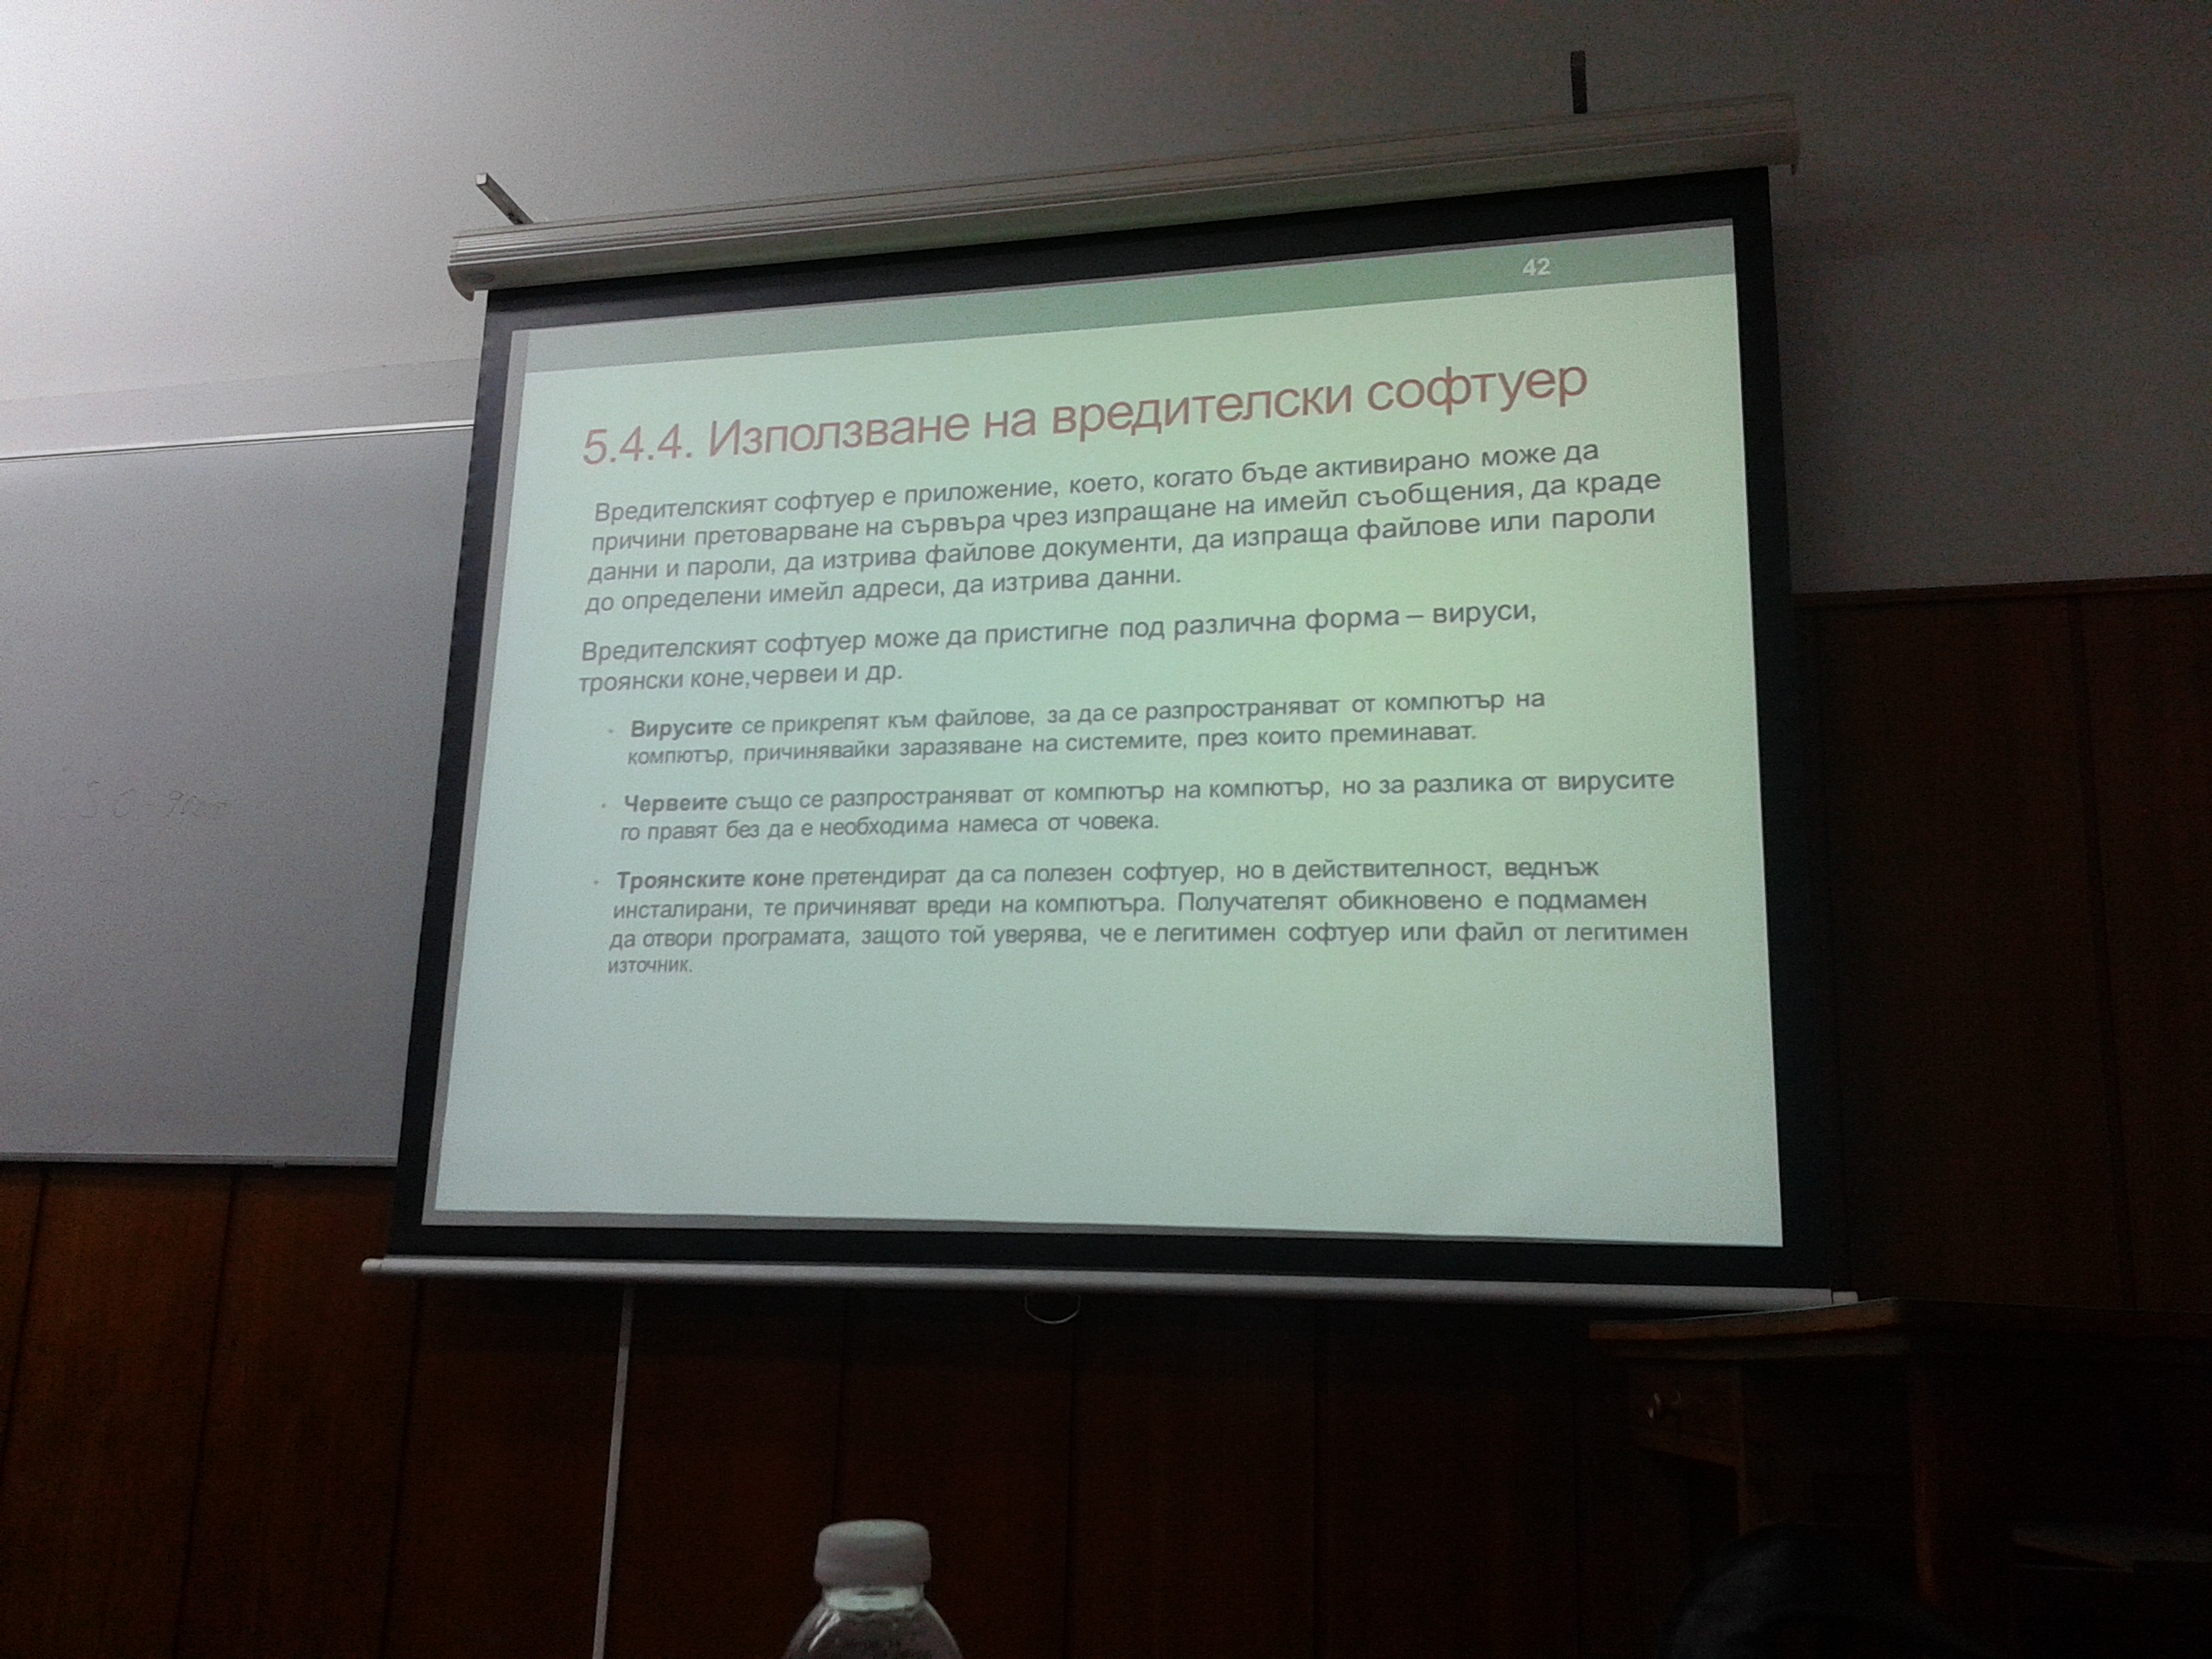 42
5.4.4. Използване на вредителски софтуер
Вредителският софтуер е приложение, което, когато бъде активирано може да
причини претоварване на сървъра чрез изпращане на имейл съобщения, да краде
данни и пароли, да изтрива файлове документи, да изпраща файлове или пароли
до определени имейл адреси, да изтрива данни.
Вредителският софтуер може да пристигне под различна форма – вируси,
троянски коне,червеи и др.
Вирусите се прикрепят към файлове, за да се разпространяват от компютър на
компютър, причинявайки заразяване на системите, през които преминават.
Червеите също се разпространяват от компютър на компютър, но за разлика от вирусите
го правят без да е необходима намеса от човека.
Троянските коне претендират да са полезен софтуер, но в действителност, веднъж
инсталирани, те причиняват вреди на компютъра. Получателят обикновено е подмамен
да отвори програмата, защото той уверява, че е легитимен софтуер или файл от легитимен
източник.